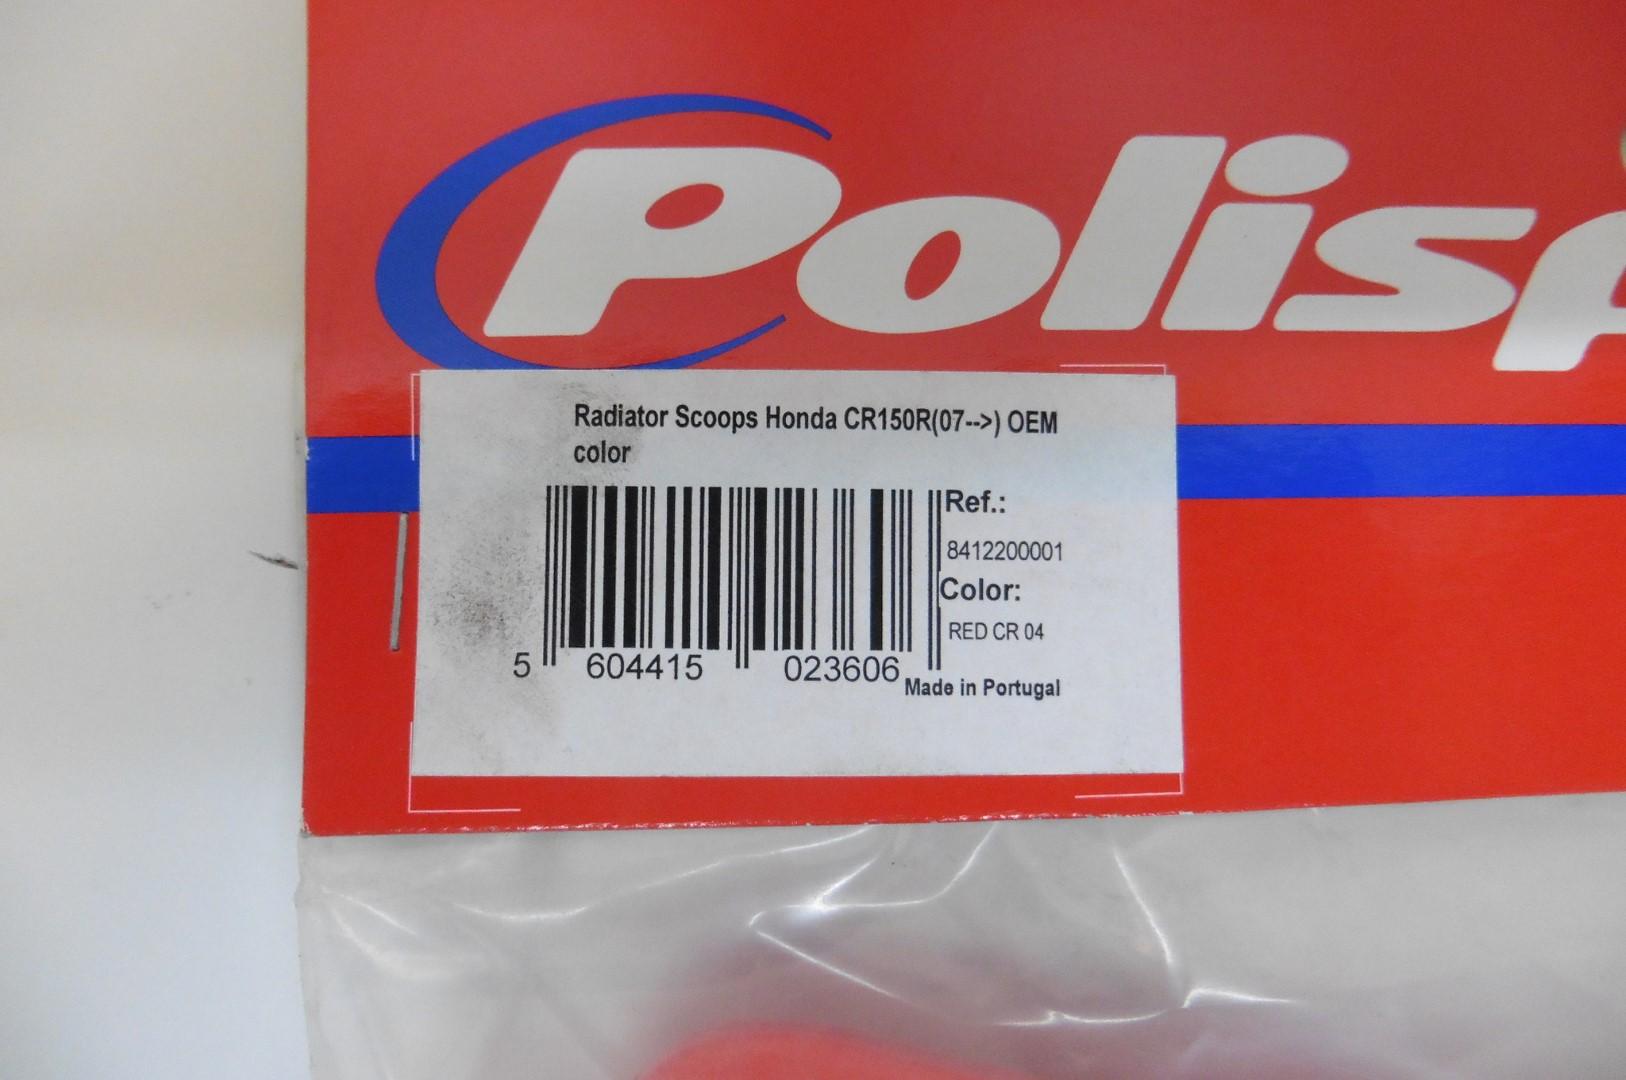 Polisp
Radiator Scoops Honda CR150R(07-->) OEM
color
Ref.:
8412200001
Color:
RED CR 04
5 604415 023606
Made in Portugal